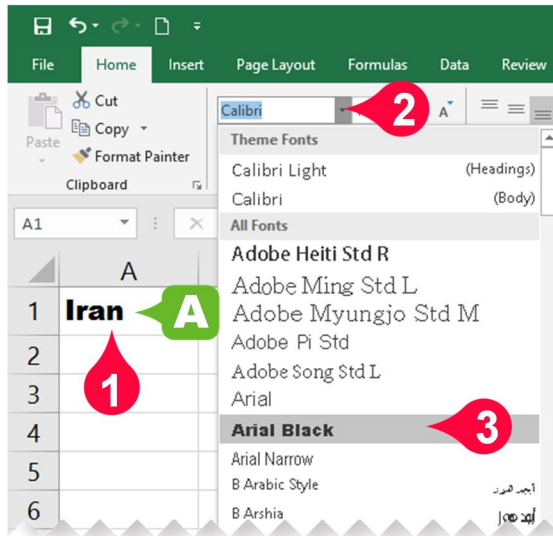 File Home Insert Page Layout Formulas Data Review
Cut
Copy
Paste
Format Painter
Clipboard
Calibri
2
A
Theme Fonts
Calibri Light (Headings)
Calibri (Body)
All Fonts
Adobe Heiti Std R
Adobe Ming Std L
Adobe Myungjo Std M
Adobe Pi Std
Adobe Song Std L
Arial
Arial Black
3
Arial Narrow
B Arabic Style أبجد هوز
B Arshia
A1
A
1 Iran
A
1
2
3
4
5
6